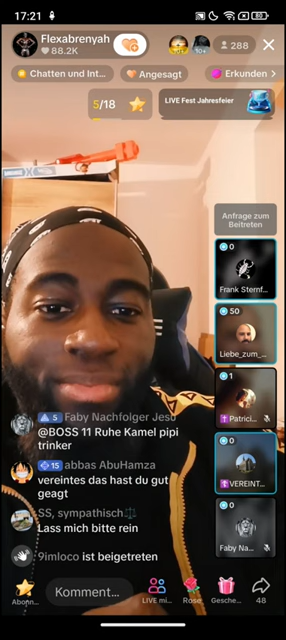 17:21
80
Flexabrenyah
88.2K
288
Chatten und Int...
Angesagt
Erkunden
5/18
LIVE Fest Jahresfeier
Anfrage zum
Beitreten
0
Frank Sternf...
50
Liebe_zum_...
1
Patrici...
0
VEREINT...
0
Faby Na...
5 Faby Nachfolger Jesu
@BOSS 11 Ruhe Kamel pipi
trinker
15 abbas AbuHamza
vereintes das hast du gut
geagt
SS, sympathisch
Lass mich bitte rein
9imloco ist beigetreten
Abon...
Komment...
LIVE mi...
Rose
Gesche...
48